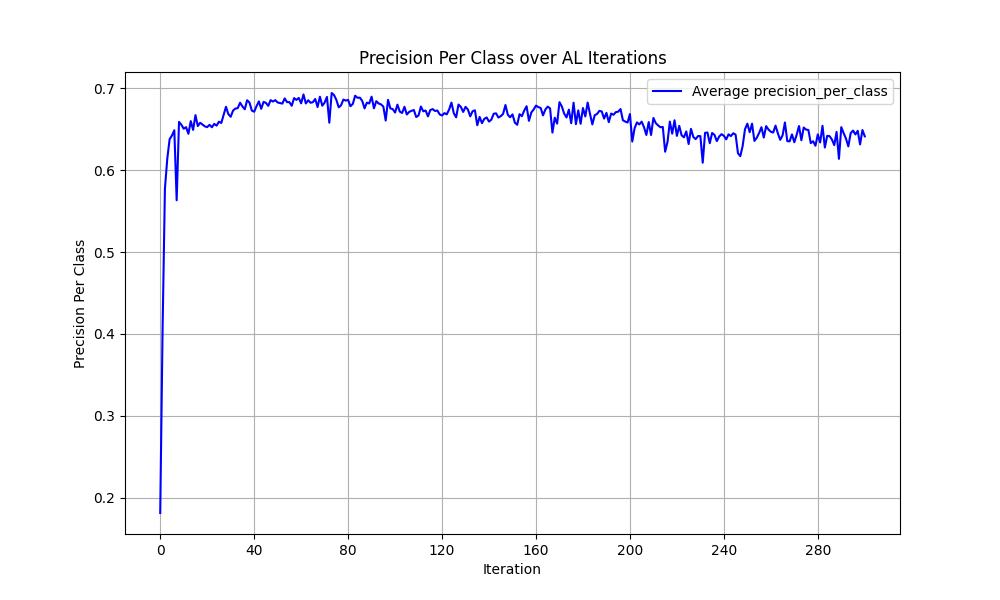 Precision Per Class over AL Iterations
Average precision_per_class
Precision Per Class
0.7
0.6
0.5
0.4
0.3
0.2
0 40 80 120 160 200 240 280
Iteration